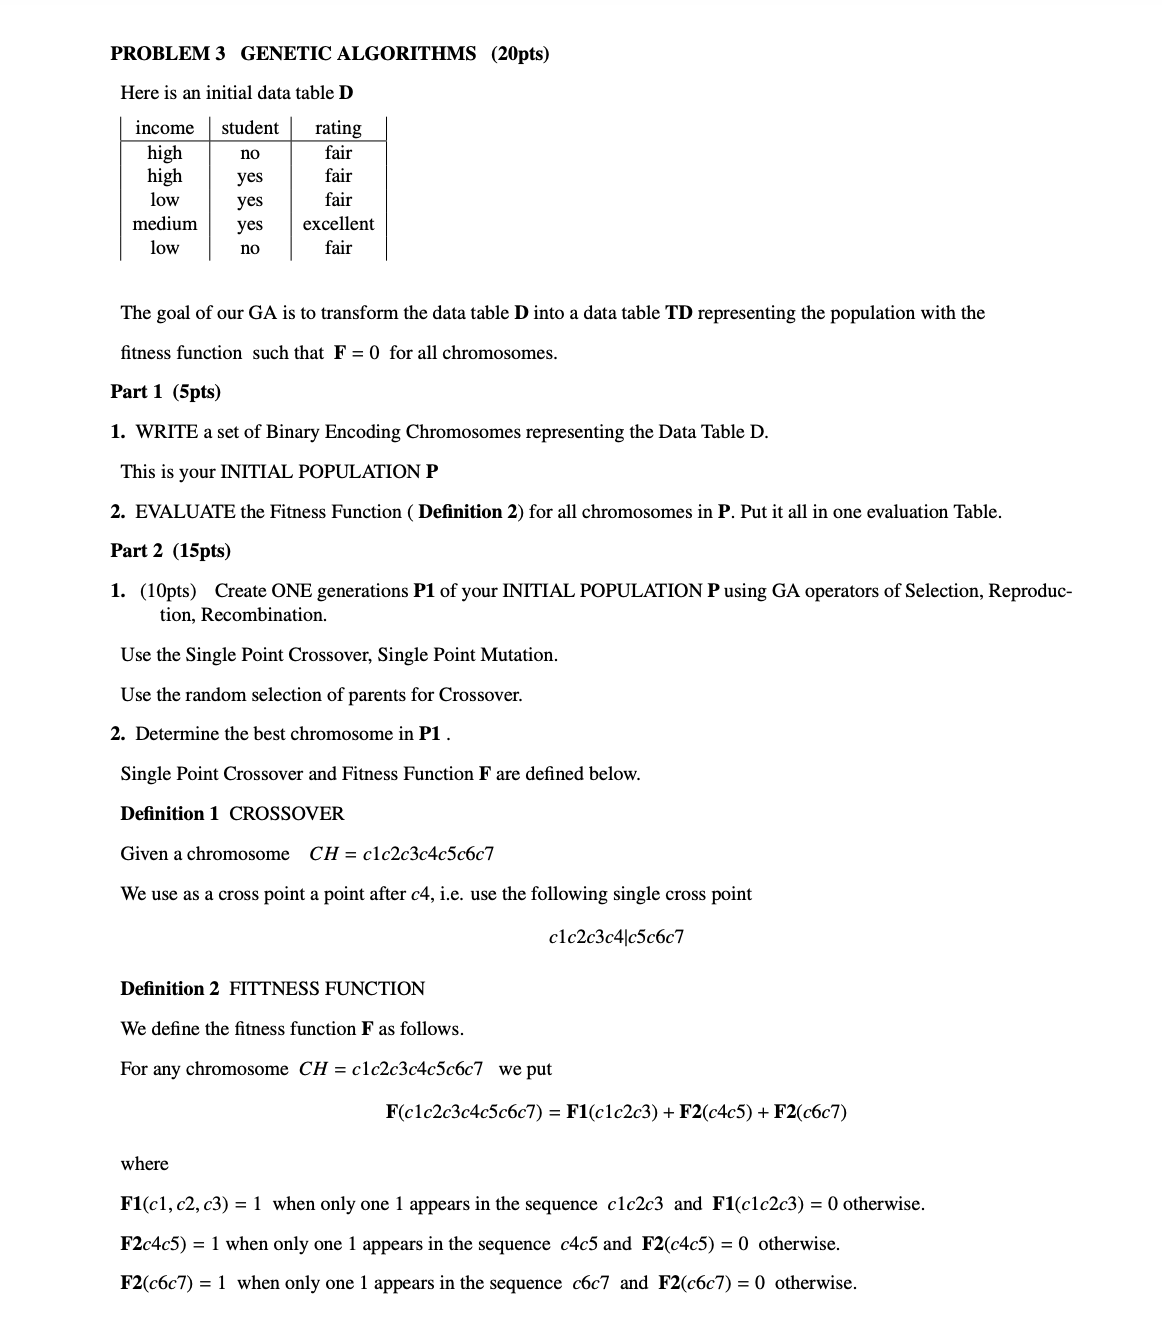 PROBLEM 3 GENETIC ALGORITHMS (20pts)
Here is an initial data table D
income student rating
high no fair
high yes fair
low yes fair
medium yes excellent
low no fair
The goal of our GA is to transform the data table D into a data table TD representing the population with the
fitness function such that F = 0 for all chromosomes.
Part 1 (5pts)
1. WRITE a set of Binary Encoding Chromosomes representing the Data Table D.
This is your INITIAL POPULATION P
2. EVALUATE the Fitness Function ( Definition 2) for all chromosomes in P. Put it all in one evaluation Table.
Part 2 (15pts)
1. (10pts) Create ONE generations P1 of your INITIAL POPULATION P using GA operators of Selection, Reproduc-
tion, Recombination.
Use the Single Point Crossover, Single Point Mutation.
Use the random selection of parents for Crossover.
2. Determine the best chromosome in P1 .
Single Point Crossover and Fitness Function F are defined below.
Definition 1 CROSSOVER
Given a chromosome CH = c1c2c3c4c5c6c7
We use as a cross point a point after c4, i.e. use the following single cross point
c1c2c3c4|c5c6c7
Definition 2 FITTNESS FUNCTION
We define the fitness function F as follows.
For any chromosome CH = c1c2c3c4c5c6c7 we put
F(c1c2c3c4c5c6c7) = F1(c1c2c3) + F2(c4c5) + F2(c6c7)
where
F1(c1, c2, c3) = 1 when only one 1 appears in the sequence c1c2c3 and F1(c1c2c3) = 0 otherwise.
F2c4c5) = 1 when only one 1 appears in the sequence c4c5 and F2(c4c5) = 0 otherwise.
F2(c6c7) = 1 when only one 1 appears in the sequence c6c7 and F2(c6c7) = 0 otherwise.